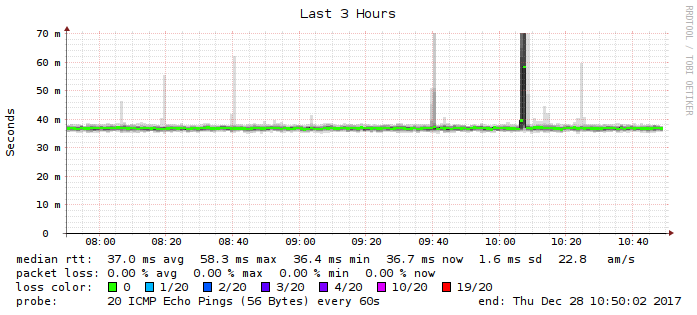 Last 3 Hours
RRDTOOL / TOBI OETIKER
Seconds
70 m
60 m
50 m
40 m
30 m
20 m
10 m
0
08:00 08:20 08:40 09:00 09:20 09:40 10:00 10:20 10:40
median rtt: 37.0 ms avg 58.3 ms max 36.4 ms min 36.7 ms now 1.6 ms sd 22.8 am/s
packet loss: 0.00 % avg 0.00 % max 0.00 % min 0.00 % now
loss color: 0 1/20 2/20 3/20 4/20 10/20 19/20
probe: 20 ICMP Echo Pings (56 Bytes) every 60s end: Thu Dec 28 10:50:02 2017